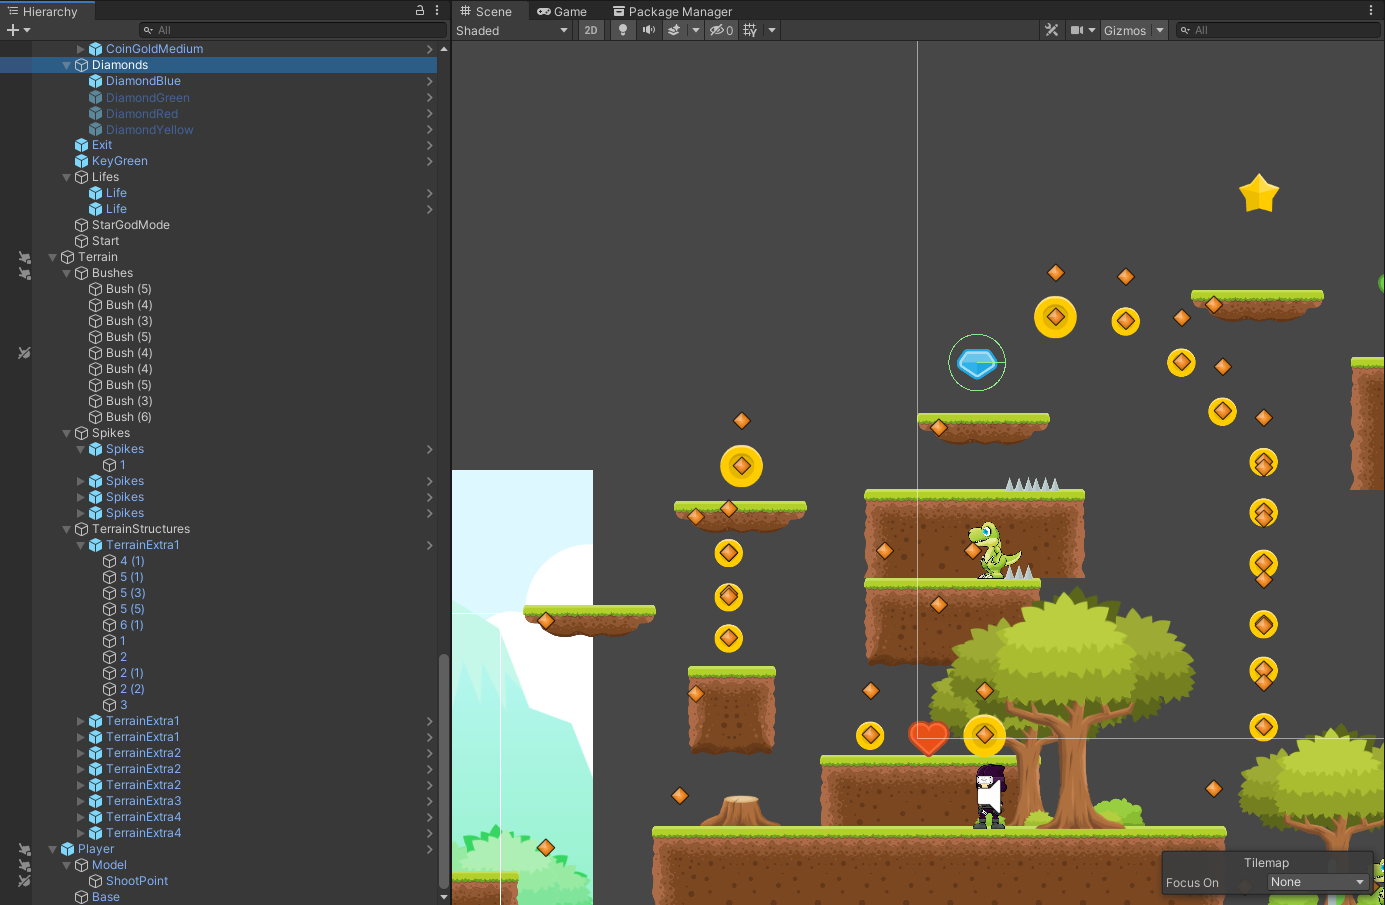 Hierarchy
Scene
Game
Package Manager
All
Shaded
2D
0
Gizmos
All
CoinGoldMedium
Diamonds
DiamondBlue
DiamondGreen
DiamondRed
DiamondYellow
Exit
KeyGreen
Lifes
Life
Life
StarGodMode
Start
Terrain
Bushes
Bush (5)
Bush (4)
Bush (3)
Bush (5)
Bush (4)
Bush (4)
Bush (5)
Bush (3)
Bush (6)
Spikes
Spikes
1
Spikes
Spikes
Spikes
TerrainStructures
TerrainExtra1
4 (1)
5 (1)
5 (3)
5 (5)
6 (1)
1
2
2 (1)
2 (2)
3
TerrainExtra1
TerrainExtra1
TerrainExtra2
TerrainExtra2
TerrainExtra2
TerrainExtra3
TerrainExtra4
TerrainExtra4
Player
Model
ShootPoint
Base
Tilemap
Focus On
None